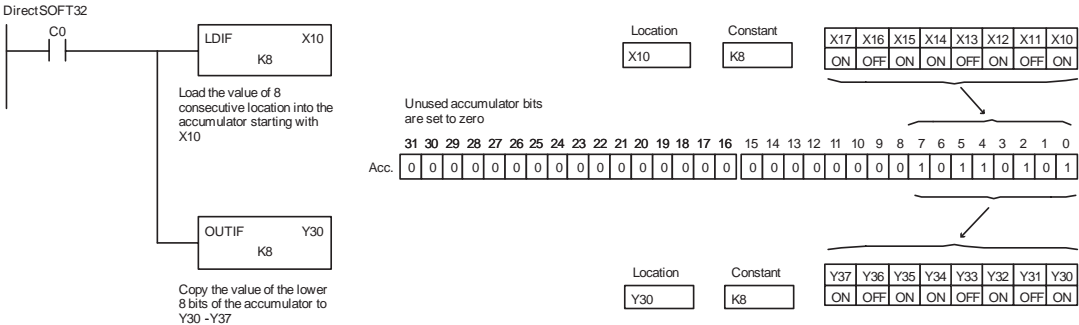 DirectSOFT32
C0
LDIF X10
K8
Load the value of 8
consecutive location into the
accumulator starting with
X10
OUTIF Y30
K8
Copy the value of the lower
8 bits of the accumulator to
Y30 -Y37
Location Constant
X10 K8
X17 X16 X15 X14 X13 X12 X11 X10
ON OFF ON ON OFF ON OFF ON
Unused accumulator bits
are set to zero
31 30 29 28 27 26 25 24 23 22 21 20 19 18 17 16 15 14 13 12 11 10 9 8 7 6 5 4 3 2 1 0
Acc. 0 0 0 0 0 0 0 0 0 0 0 0 0 0 0 0 0 0 0 0 0 0 0 0 1 0 1 1 0 1 0 1
Location Constant
Y30 K8
Y37 Y36 Y35 Y34 Y33 Y32 Y31 Y30
ON OFF ON ON OFF ON OFF ON